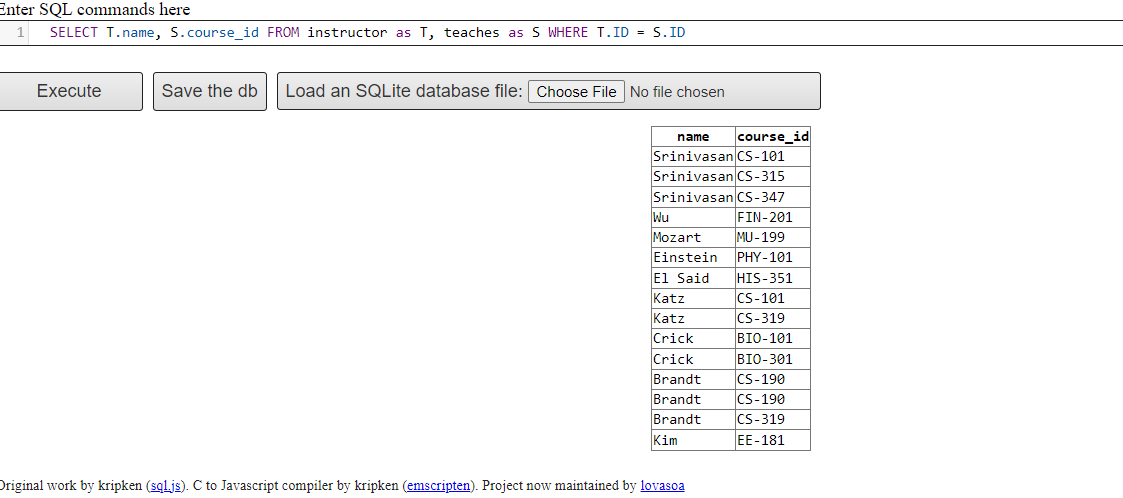 Enter SQL commands here
1 SELECT T.name, S.course_id FROM instructor as T, teaches as S WHERE T.ID = S.ID
Execute Save the db Load an SQLite database file: Choose File No file chosen
name course_id
Srinivasan CS-101
Srinivasan CS-315
Srinivasan CS-347
Wu FIN-201
Mozart MU-199
Einstein PHY-101
El Said HIS-351
Katz CS-101
Katz CS-319
Crick BIO-101
Crick BIO-301
Brandt CS-190
Brandt CS-190
Brandt CS-319
Kim EE-181
Original work by kripken (sql.js). C to Javascript compiler by kripken (emscripten). Project now maintained by lovasoa